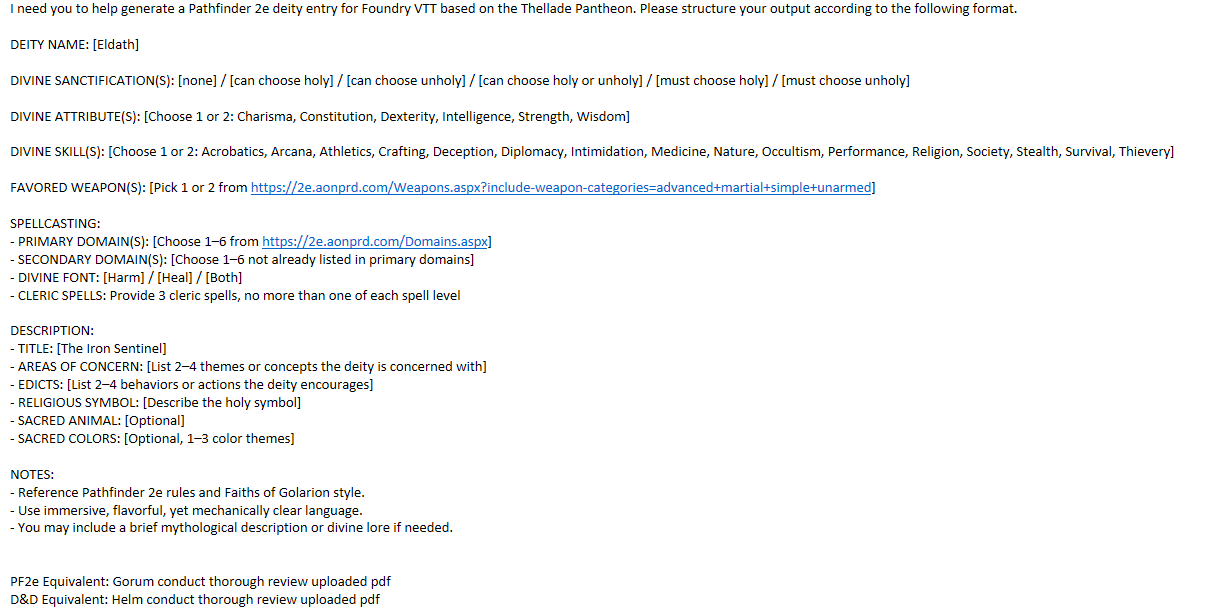 I need you to help generate a Pathfinder 2e deity entry for Foundry VTT based on the Thellade Pantheon. Please structure your output according to the following format.
DEITY NAME: [Eldath]
DIVINE SANCTIFICATION(S): [none] / [can choose holy] / [can choose unholy] / [can choose holy or unholy] / [must choose holy] / [must choose unholy]
DIVINE ATTRIBUTE(S): [Choose 1 or 2: Charisma, Constitution, Dexterity, Intelligence, Strength, Wisdom]
DIVINE SKILL(S): [Choose 1 or 2: Acrobatics, Arcana, Athletics, Crafting, Deception, Diplomacy, Intimidation, Medicine, Nature, Occultism, Performance, Religion, Society, Stealth, Survival, Thievery]
FAVORED WEAPON(S): [Pick 1 or 2 from https://2e.aonprd.com/Weapons.aspx?include-weapon-categories=advanced+martial+simple+unarmed]
SPELLCASTING:
- PRIMARY DOMAIN(S): [Choose 1–6 from https://2e.aonprd.com/Domains.aspx]
- SECONDARY DOMAIN(S): [Choose 1–6 not already listed in primary domains]
- DIVINE FONT: [Harm] / [Heal] / [Both]
- CLERIC SPELLS: Provide 3 cleric spells, no more than one of each spell level
DESCRIPTION:
- TITLE: [The Iron Sentinel]
- AREAS OF CONCERN: [List 2–4 themes or concepts the deity is concerned with]
- EDICTS: [List 2–4 behaviors or actions the deity encourages]
- RELIGIOUS SYMBOL: [Describe the holy symbol]
- SACRED ANIMAL: [Optional]
- SACRED COLORS: [Optional, 1–3 color themes]
NOTES:
- Reference Pathfinder 2e rules and Faiths of Golarion style.
- Use immersive, flavorful, yet mechanically clear language.
- You may include a brief mythological description or divine lore if needed.
PF2e Equivalent: Gorum conduct thorough review uploaded pdf
D&D Equivalent: Helm conduct thorough review uploaded pdf